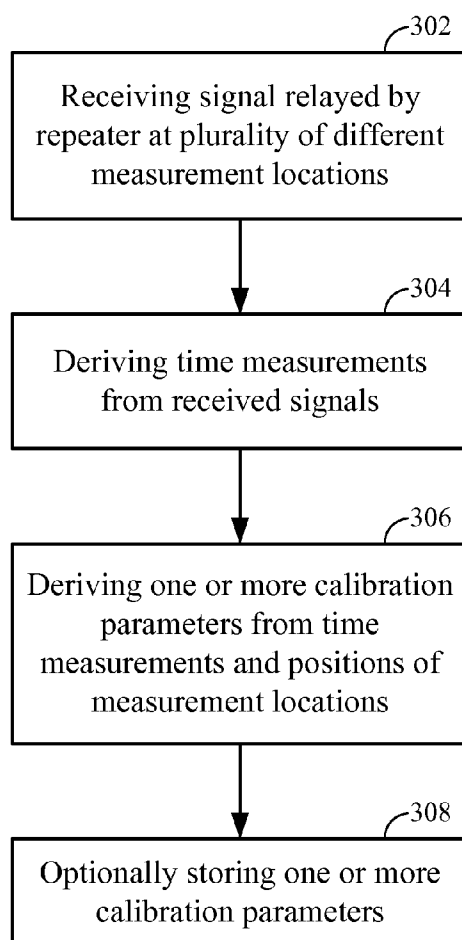 302
Receiving signal relayed by
repeater at plurality of different
measurement locations
304
Deriving time measurements
from received signals
306
Deriving one or more calibration
parameters from time
measurements and positions of
measurement locations
308
Optionally storing one or more
calibration parameters